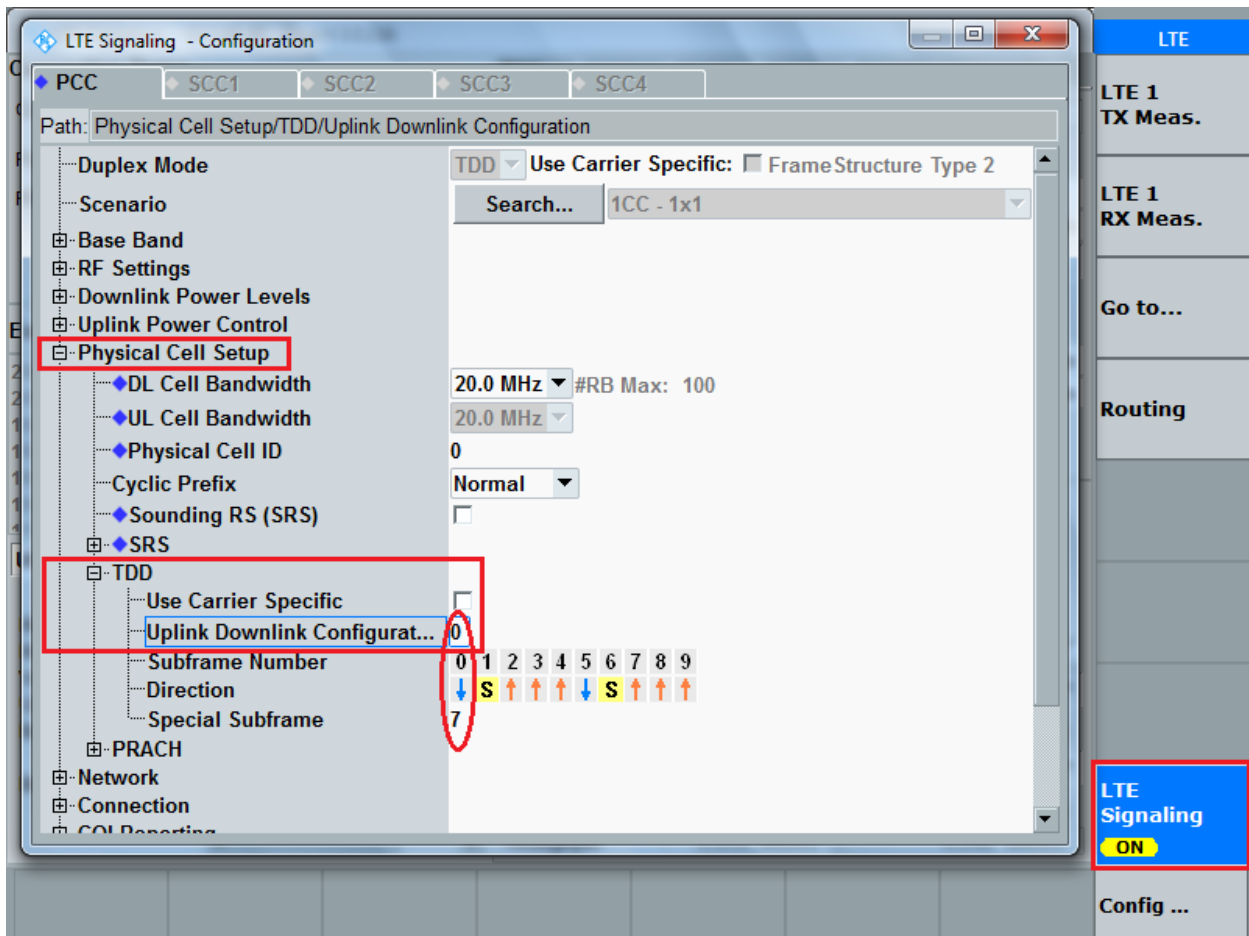 LTE Signaling - Configuration
LTE
PCC SCC1 SCC2 SCC3 SCC4
LTE 1
TX Meas.
Path: Physical Cell Setup/TDD/Uplink Downlink Configuration
Duplex Mode TDD Use Carrier Specific: FrameStructure Type 2
Scenario Search... 1CC - 1x1
LTE 1
RX Meas.
Base Band
RF Settings
Downlink Power Levels
Go to...
Uplink Power Control
Physical Cell Setup
DL Cell Bandwidth 20.0 MHz #RB Max: 100
UL Cell Bandwidth 20.0 MHz
Routing
Physical Cell ID 0
Cyclic Prefix Normal
Sounding RS (SRS)
SRS
TDD
Use Carrier Specific
Uplink Downlink Configurat... 0
Subframe Number 0 1 2 3 4 5 6 7 8 9
Direction ↓ S ↑ ↑ ↑ ↓ S ↑ ↑ ↑
Special Subframe 7
PRACH
Network
Connection
LTE
Signaling
ON
Config ...